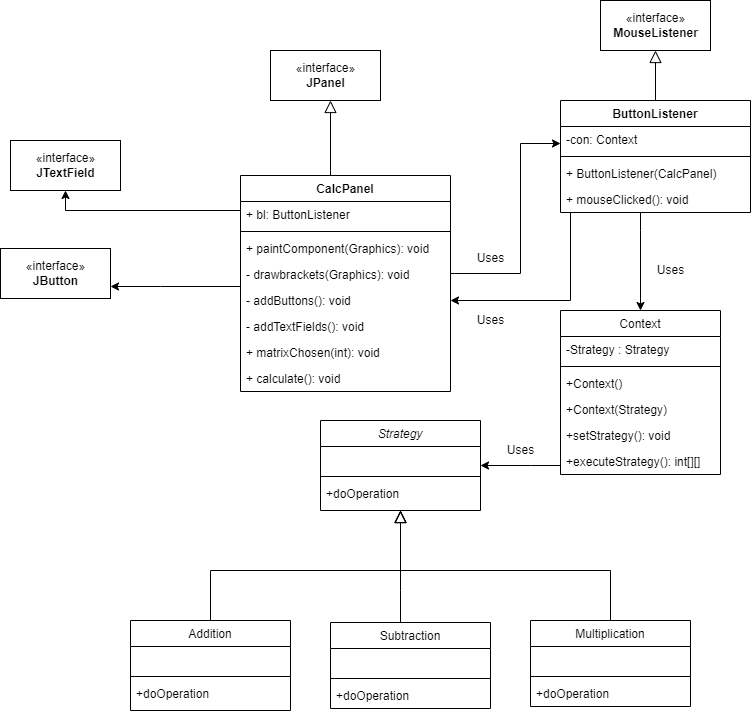 «interface»
MouseListener
«interface»
JPanel
ButtonListener
-con: Context
+ ButtonListener(CalcPanel)
+ mouseClicked(): void
«interface»
JTextField
CalcPanel
+ bl: ButtonListener
+ paintComponent(Graphics): void
- drawbrackets(Graphics): void
- addButtons(): void
- addTextFields(): void
+ matrixChosen(int): void
+ calculate(): void
«interface»
JButton
Uses
Uses
Uses
Context
-Strategy : Strategy
+Context()
+Context(Strategy)
+setStrategy(): void
+executeStrategy(): int[][]
Strategy
+doOperation
Uses
Addition
+doOperation
Subtraction
+doOperation
Multiplication
+doOperation